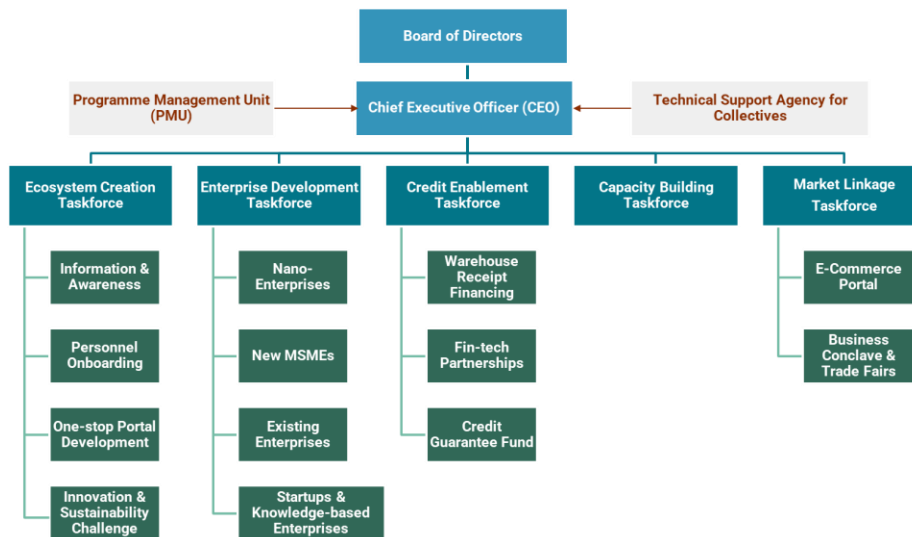 Board of Directors
Programme Management Unit
(PMU)
Chief Executive Officer (CEO)
Technical Support Agency for
Collectives
Ecosystem Creation
Taskforce
Enterprise Development
Taskforce
Credit Enablement
Taskforce
Capacity Building
Taskforce
Market Linkage
Taskforce
Information &
Awareness
Nano-
Enterprises
Warehouse
Receipt
Financing
E-Commerce
Portal
Personnel
Onboarding
New MSMEs
Fin-tech
Partnerships
Business
Conclave &
Trade Fairs
One-stop Portal
Development
Existing
Enterprises
Credit
Guarantee Fund
Innovation &
Sustainability
Challenge
Startups &
Knowledge-based
Enterprises